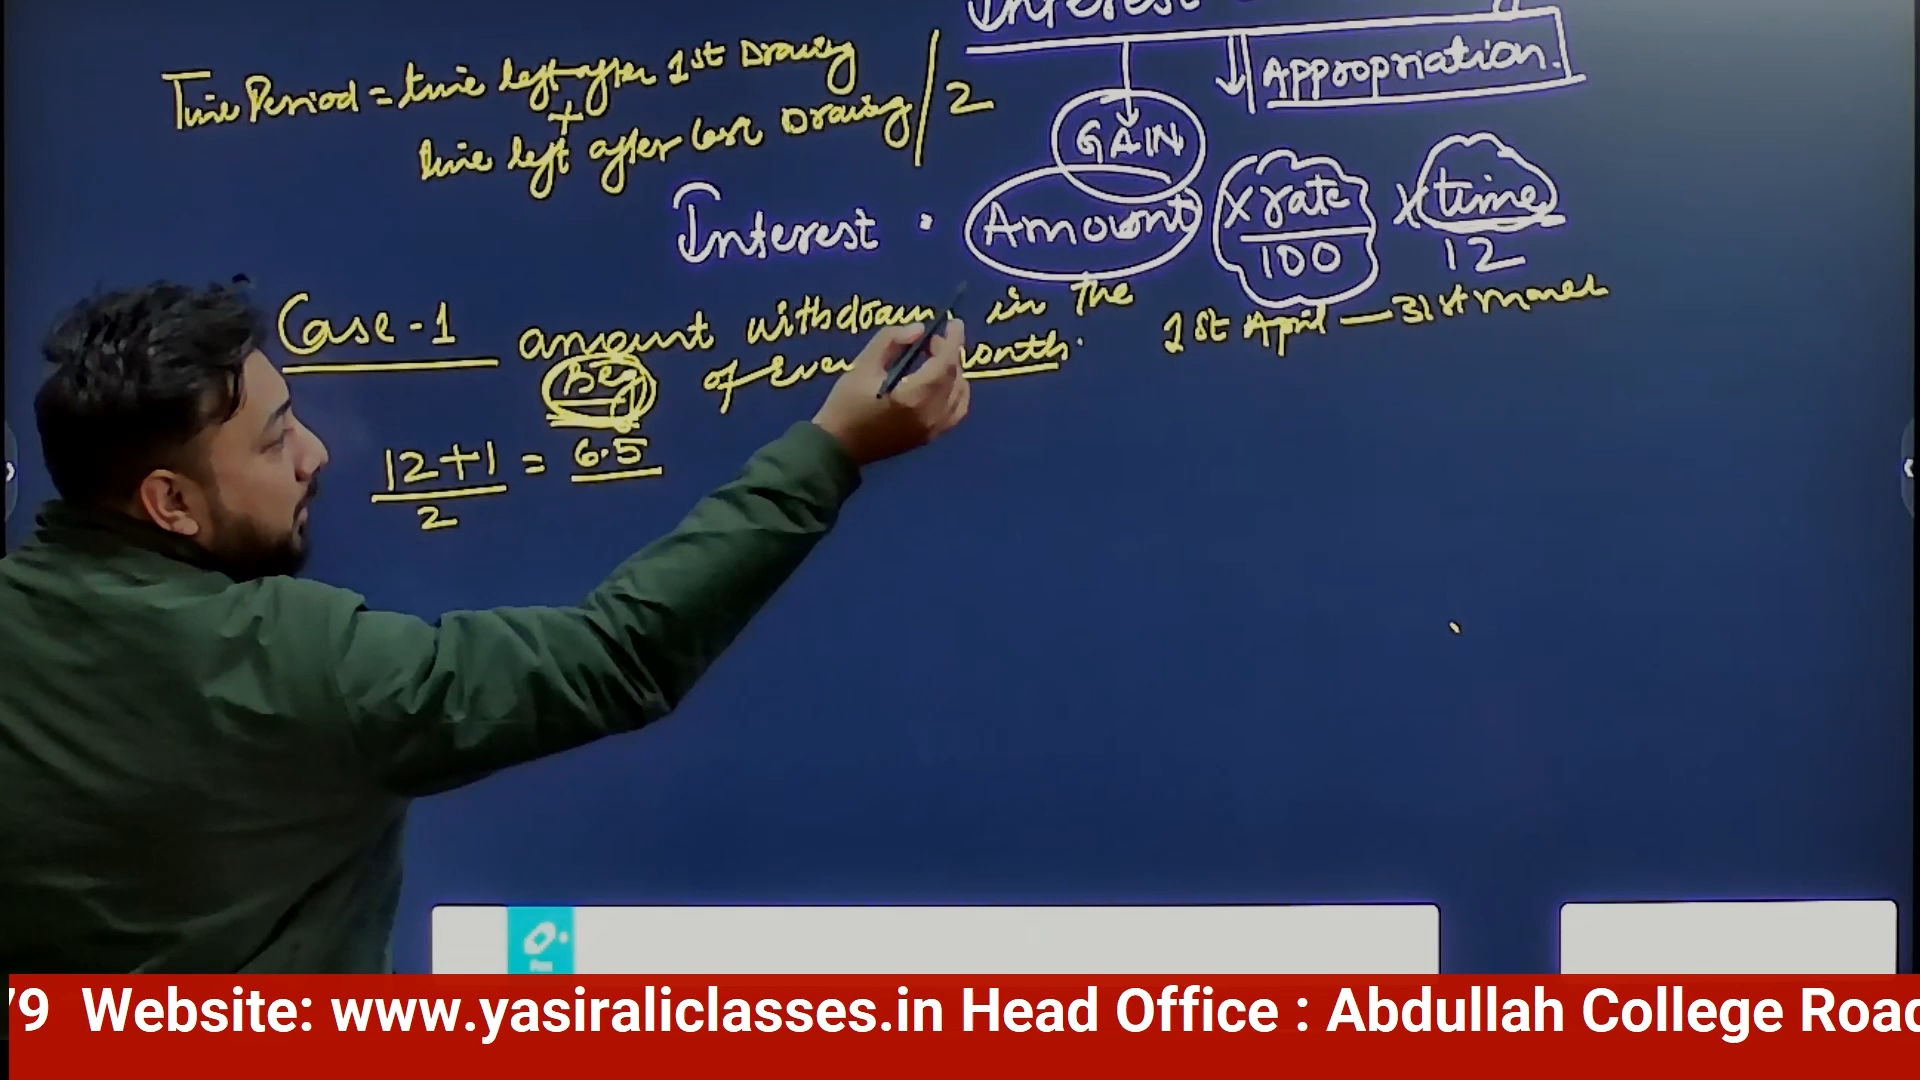 Interest
Appropriation.
Time Period = time left after 1st Drawing
+
time left after last Drawing / 2
GAIN
Interest = Amount x rate/100 x time/12
Case-1 amount withdrawn in the
Beg of Every month.
1st April — 31st March
12+1/2 = 6.5
79 Website: www.yasiraliclasses.in Head Office : Abdullah College Road